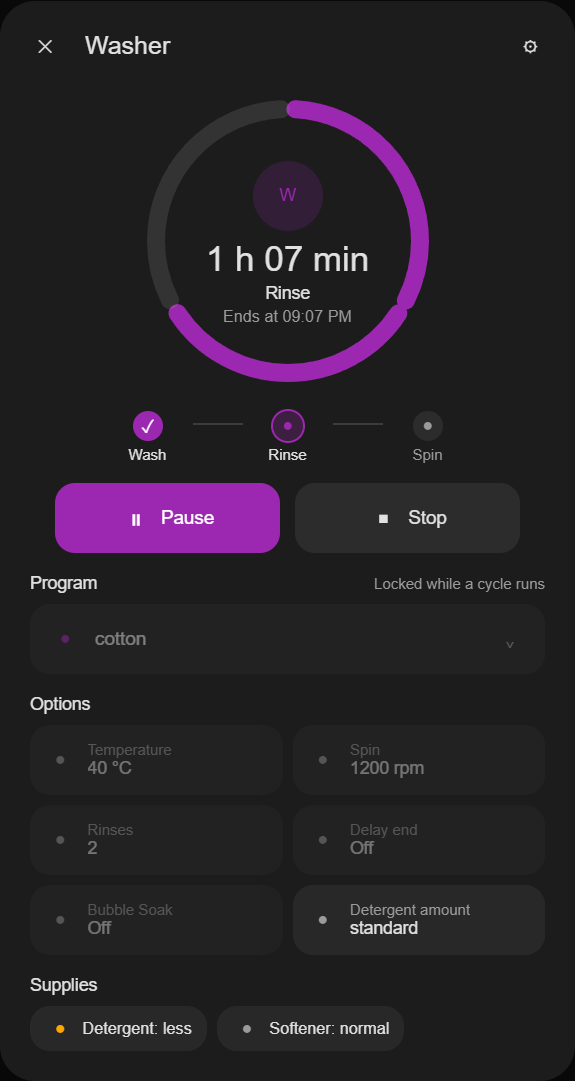 Washer
W
1 h 07 min
Rinse
Ends at 09:07 PM
Wash
Rinse
Spin
Pause
Stop
Program
Locked while a cycle runs
cotton
Options
Temperature
40 °C
Spin
1200 rpm
Rinses
2
Delay end
Off
Bubble Soak
Off
Detergent amount
standard
Supplies
Detergent: less
Softener: normal